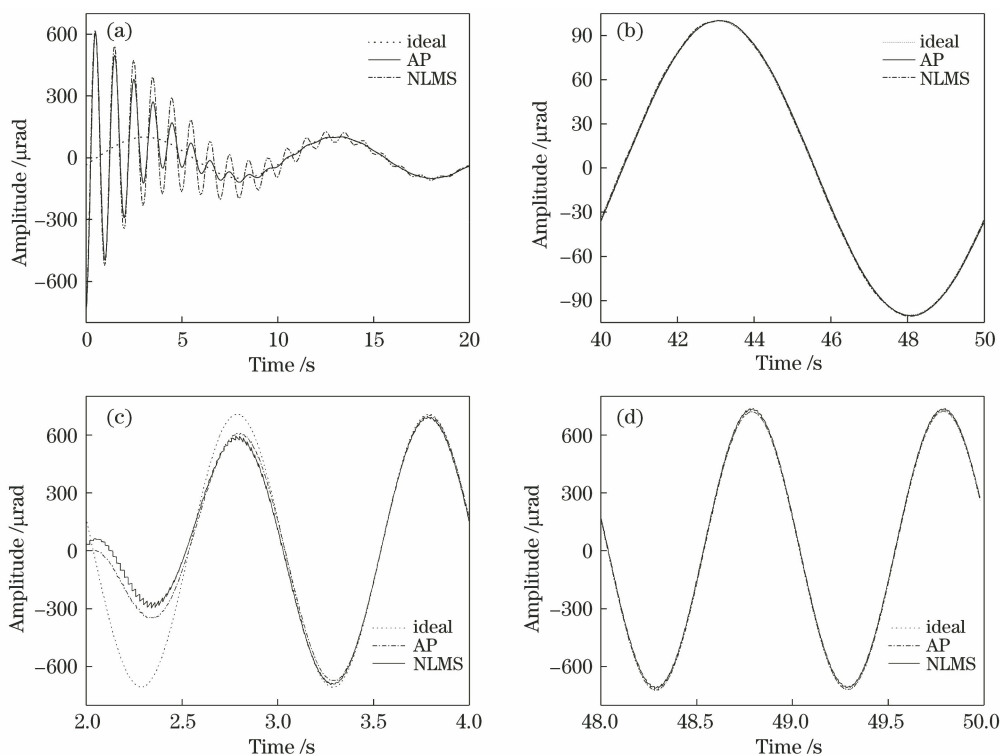 (a)
ideal
AP
NLMS
600
300
0
−300
−600
Amplitude /μrad
0
5
10
15
20
Time /s
(b)
ideal
AP
NLMS
90
60
30
0
−30
−60
−90
Amplitude /μrad
40
42
44
46
48
50
Time /s
(c)
600
300
0
−300
−600
Amplitude /μrad
ideal
AP
NLMS
2.0
2.5
3.0
3.5
4.0
Time /s
(d)
600
300
0
−300
−600
Amplitude /μrad
ideal
AP
NLMS
48.0
48.5
49.0
49.5
50.0
Time /s